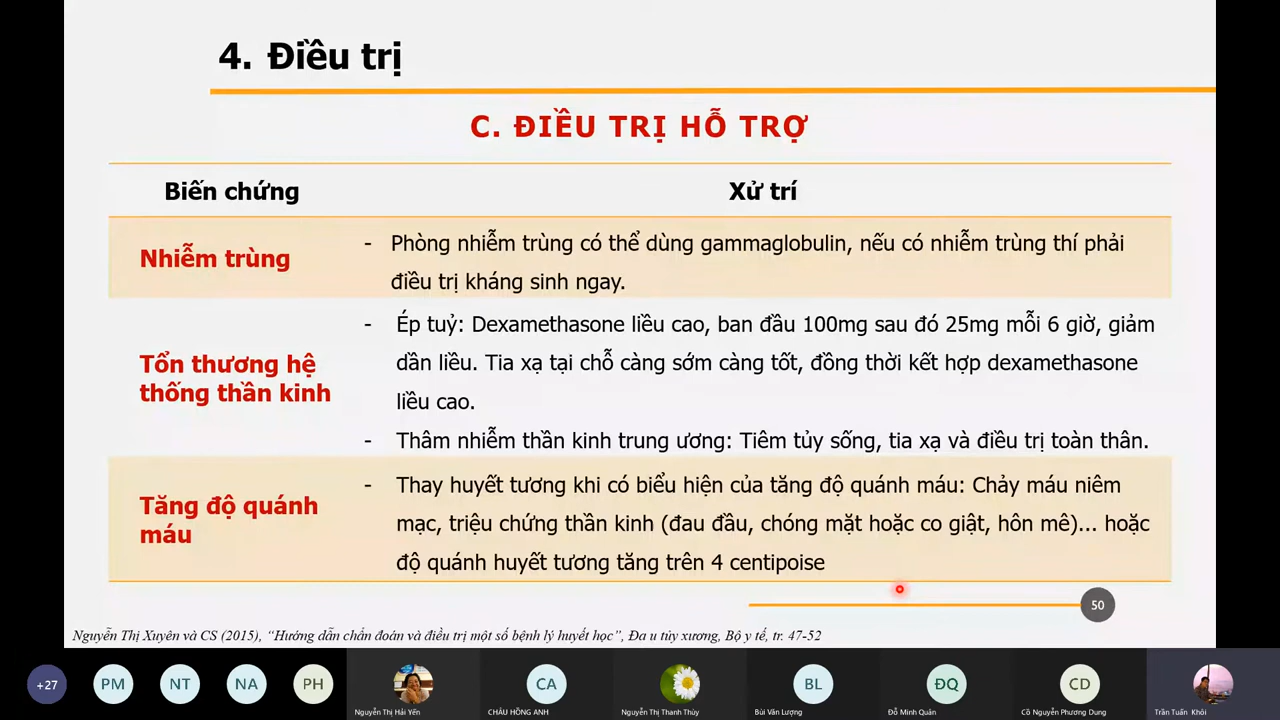 4. Điều trị
C. ĐIỀU TRỊ HỖ TRỢ
Biến chứng
Xử trí
Nhiễm trùng
- Phòng nhiễm trùng có thể dùng gammaglobulin, nếu có nhiễm trùng thí phải
điều trị kháng sinh ngay.
Tổn thương hệ
thống thần kinh
- Ép tuỷ: Dexamethasone liều cao, ban đầu 100mg sau đó 25mg mỗi 6 giờ, giảm
dần liều. Tia xạ tại chỗ càng sớm càng tốt, đồng thời kết hợp dexamethasone
liều cao.
- Thâm nhiễm thần kinh trung ương: Tiêm tủy sống, tia xạ và điều trị toàn thân.
Tăng độ quánh
máu
- Thay huyết tương khi có biểu hiện của tăng độ quánh máu: Chảy máu niêm
mạc, triệu chứng thần kinh (đau đầu, chóng mặt hoặc co giật, hôn mê)... hoặc
độ quánh huyết tương tăng trên 4 centipoise
50
Nguyễn Thị Xuyên và CS (2015), “Hướng dẫn chẩn đoán và điều trị một số bệnh lý huyết học”, Đa u tủy xương, Bộ y tế, tr. 47-52
+27
PM
NT
NA
PH
Nguyễn Thị Hải Yến
CA
CHÂU HỒNG ANH
Nguyễn Thị Thanh Thủy
BL
Bùi Văn Lượng
ĐQ
Đỗ Minh Quân
CD
Cô Nguyễn Phương Dung
Trần Tuấn Khôi